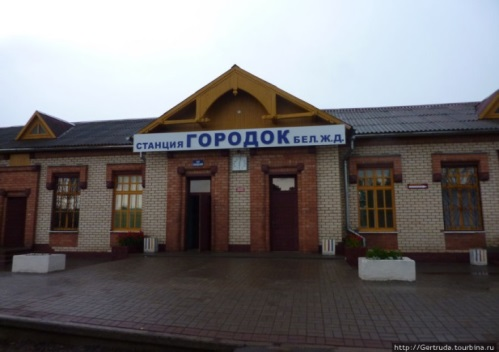 СТАНЦИЯ ГОРОДОК БЕЛ.Ж.Д.
http://Gertruda.tourbina.ru